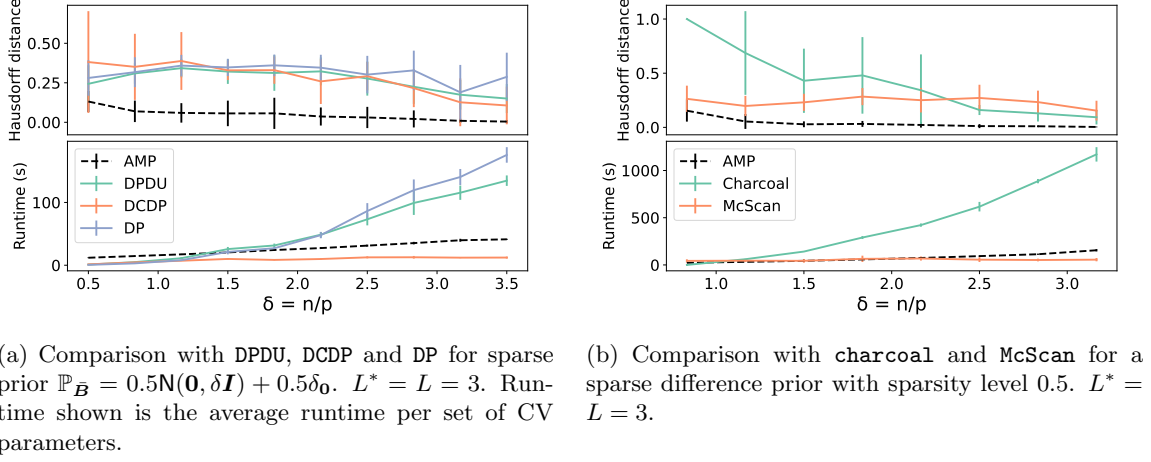 Hausdorff distance
0.50
0.25
0.00
Runtime (s)
100
0
AMP
DPDU
DCDP
DP
0.5 1.0 1.5 2.0 2.5 3.0 3.5
δ = n/p
(a) Comparison with DPDU, DCDP and DP for sparse
prior ℙ_B̄ = 0.5N(0, δI) + 0.5δ₀. L* = L = 3. Run-
time shown is the average runtime per set of CV
parameters.
Hausdorff distance
1.0
0.5
0.0
Runtime (s)
1000
500
0
AMP
Charcoal
McScan
1.0 1.5 2.0 2.5 3.0
δ = n/p
(b) Comparison with charcoal and McScan for a
sparse difference prior with sparsity level 0.5. L* =
L = 3.